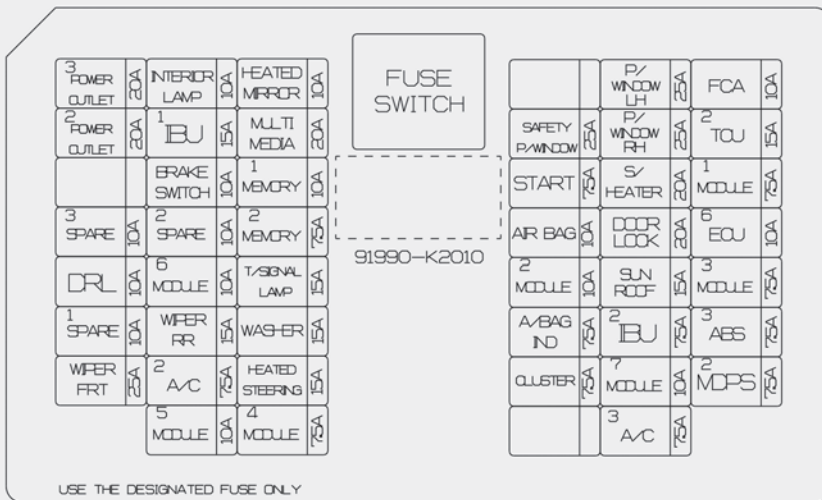 3 POWER OUTLET 20A
INTERIOR LAMP 10A
HEATED MIRROR 10A
2 POWER OUTLET 20A
1 IBU 15A
MULTI MEDIA 20A
BRAKE SWITCH 10A
1 MEMORY 10A
3 SPARE 10A
2 SPARE 10A
2 MEMORY 7.5A
DRL 10A
6 MODULE 10A
T/SIGNAL LAMP 15A
1 SPARE 10A
WIPER RR 15A
WASHER 15A
WIPER FRT 25A
2 A/C 7.5A
HEATED STEERING 15A
5 MODULE 10A
4 MODULE 7.5A
FUSE SWITCH
91990-K2010
P/WINDOW LH 25A
FCA 10A
SAFETY P/WINDOW 25A
P/WINDOW RH 25A
2 TCU 15A
START 7.5A
S/HEATER 20A
1 MODULE 7.5A
AIR BAG 10A
DOOR LOCK 20A
6 ECU 10A
2 MODULE 10A
SUN ROOF 15A
3 MODULE 7.5A
A/BAG IND 7.5A
2 IBU 7.5A
3 ABS 7.5A
CLUSTER 7.5A
7 MODULE 10A
2 MDPS 7.5A
3 A/C 7.5A
USE THE DESIGNATED FUSE ONLY